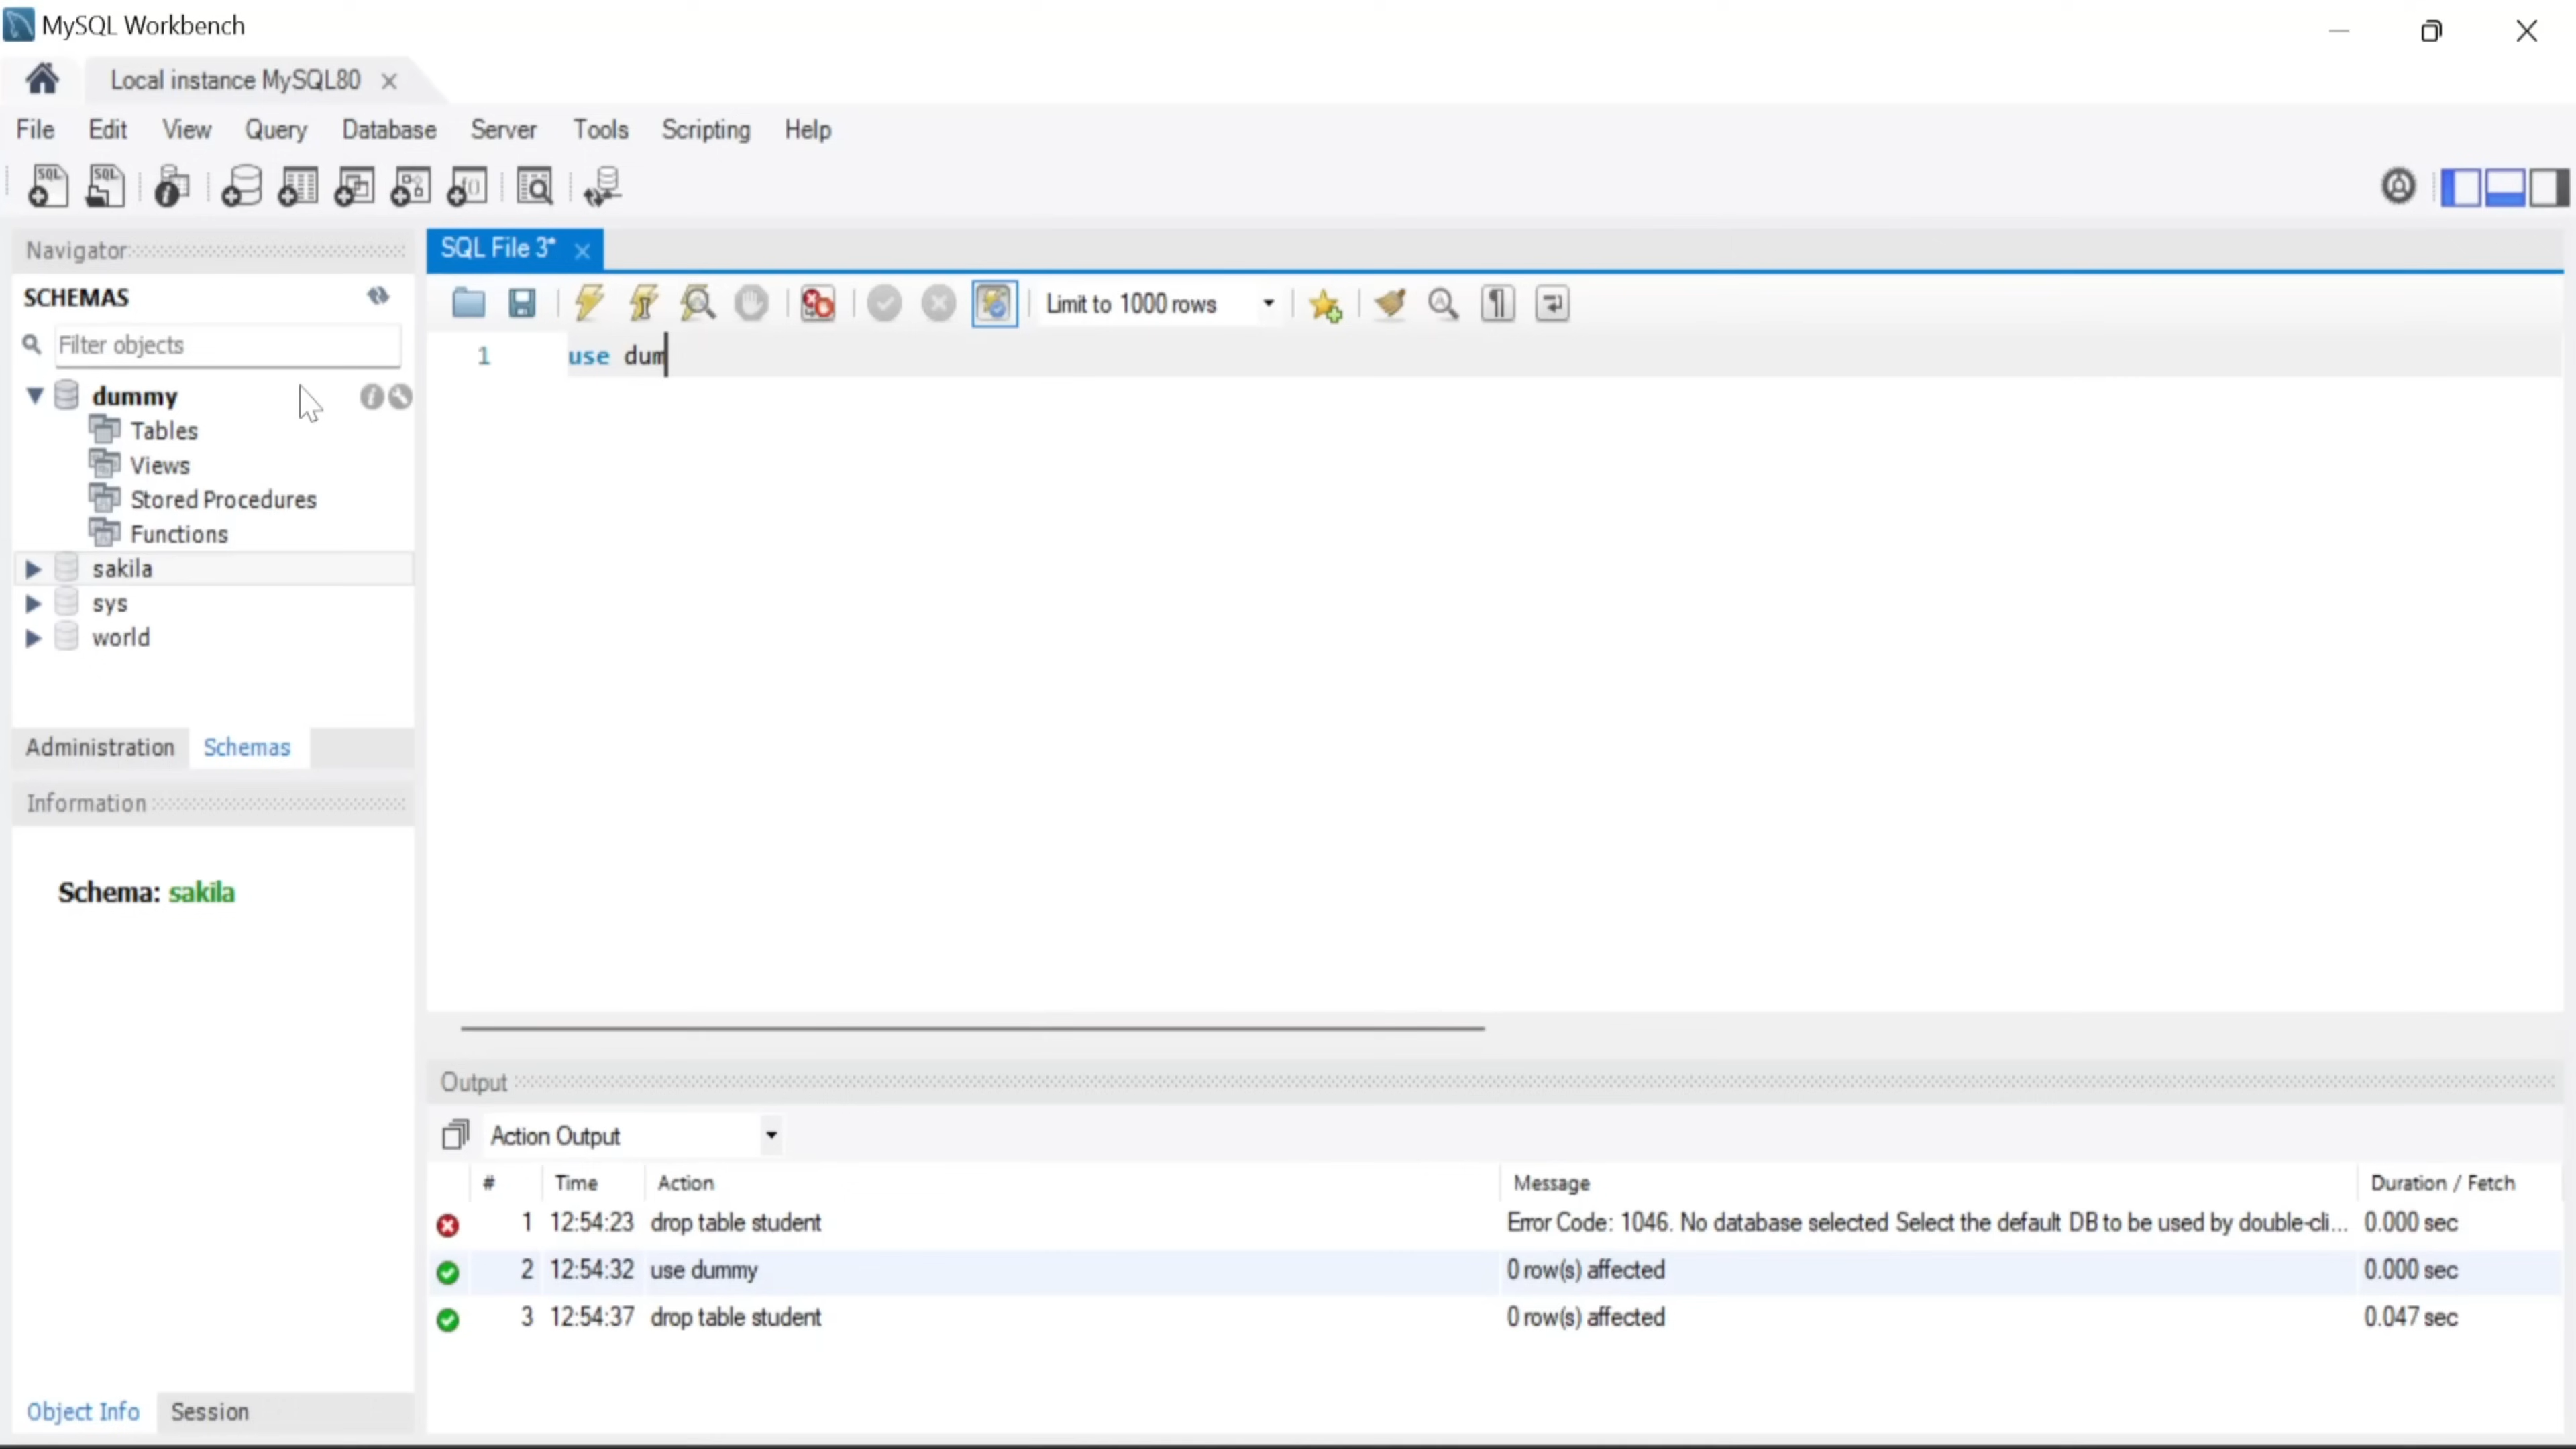 MySQL Workbench
Local instance MySQL80
File Edit View Query Database Server Tools Scripting Help
SQL SQL
Navigator
SCHEMAS
Filter objects
dummy
Tables
Views
Stored Procedures
Functions
sakila
sys
world
Administration Schemas
Information
Schema: sakila
Object Info Session
SQL File 3*
Limit to 1000 rows
1 use dum
Output
Action Output
# Time Action Message Duration / Fetch
1 12:54:23 drop table student Error Code: 1046. No database selected Select the default DB to be used by double-cli... 0.000 sec
2 12:54:32 use dummy 0 row(s) affected 0.000 sec
3 12:54:37 drop table student 0 row(s) affected 0.047 sec